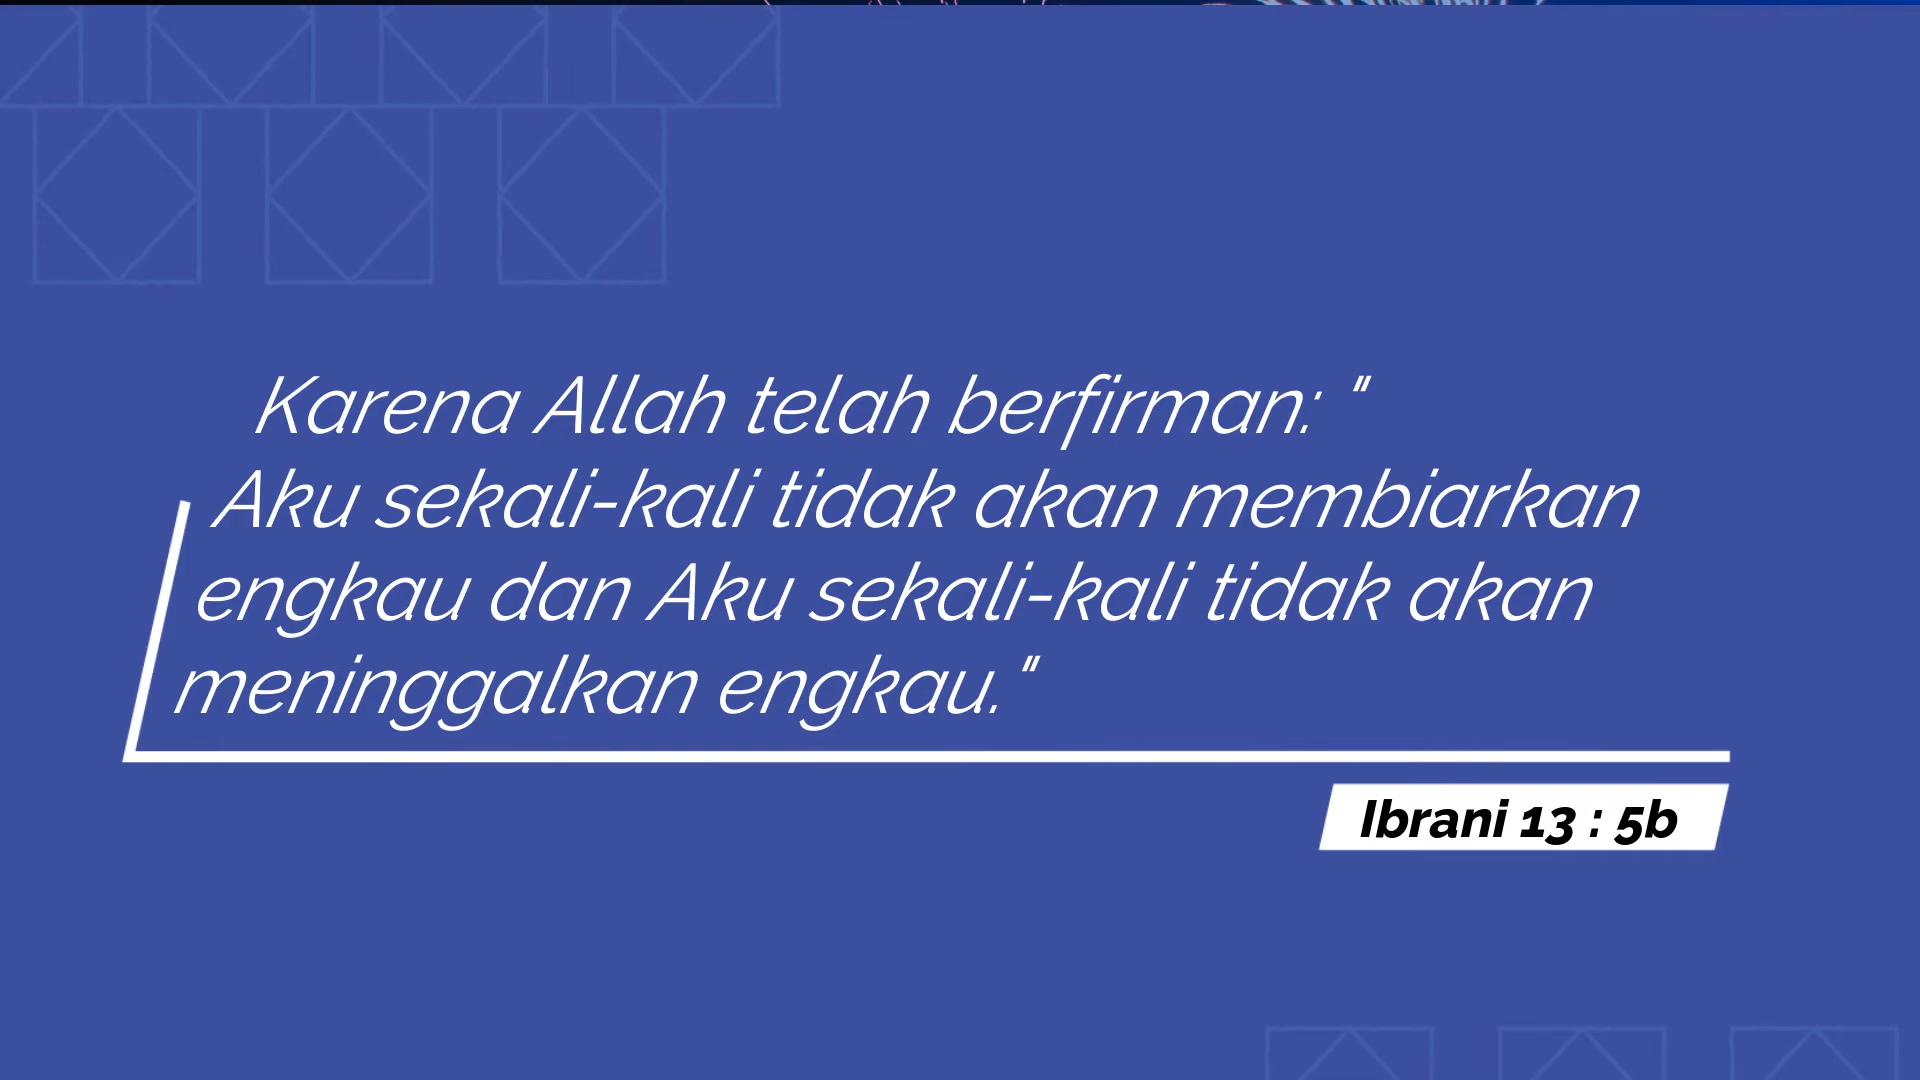 Karena Allah telah berfirman: "
Aku sekali-kali tidak akan membiarkan
engkau dan Aku sekali-kali tidak akan
meninggalkan engkau."
Ibrani 13 : 5b